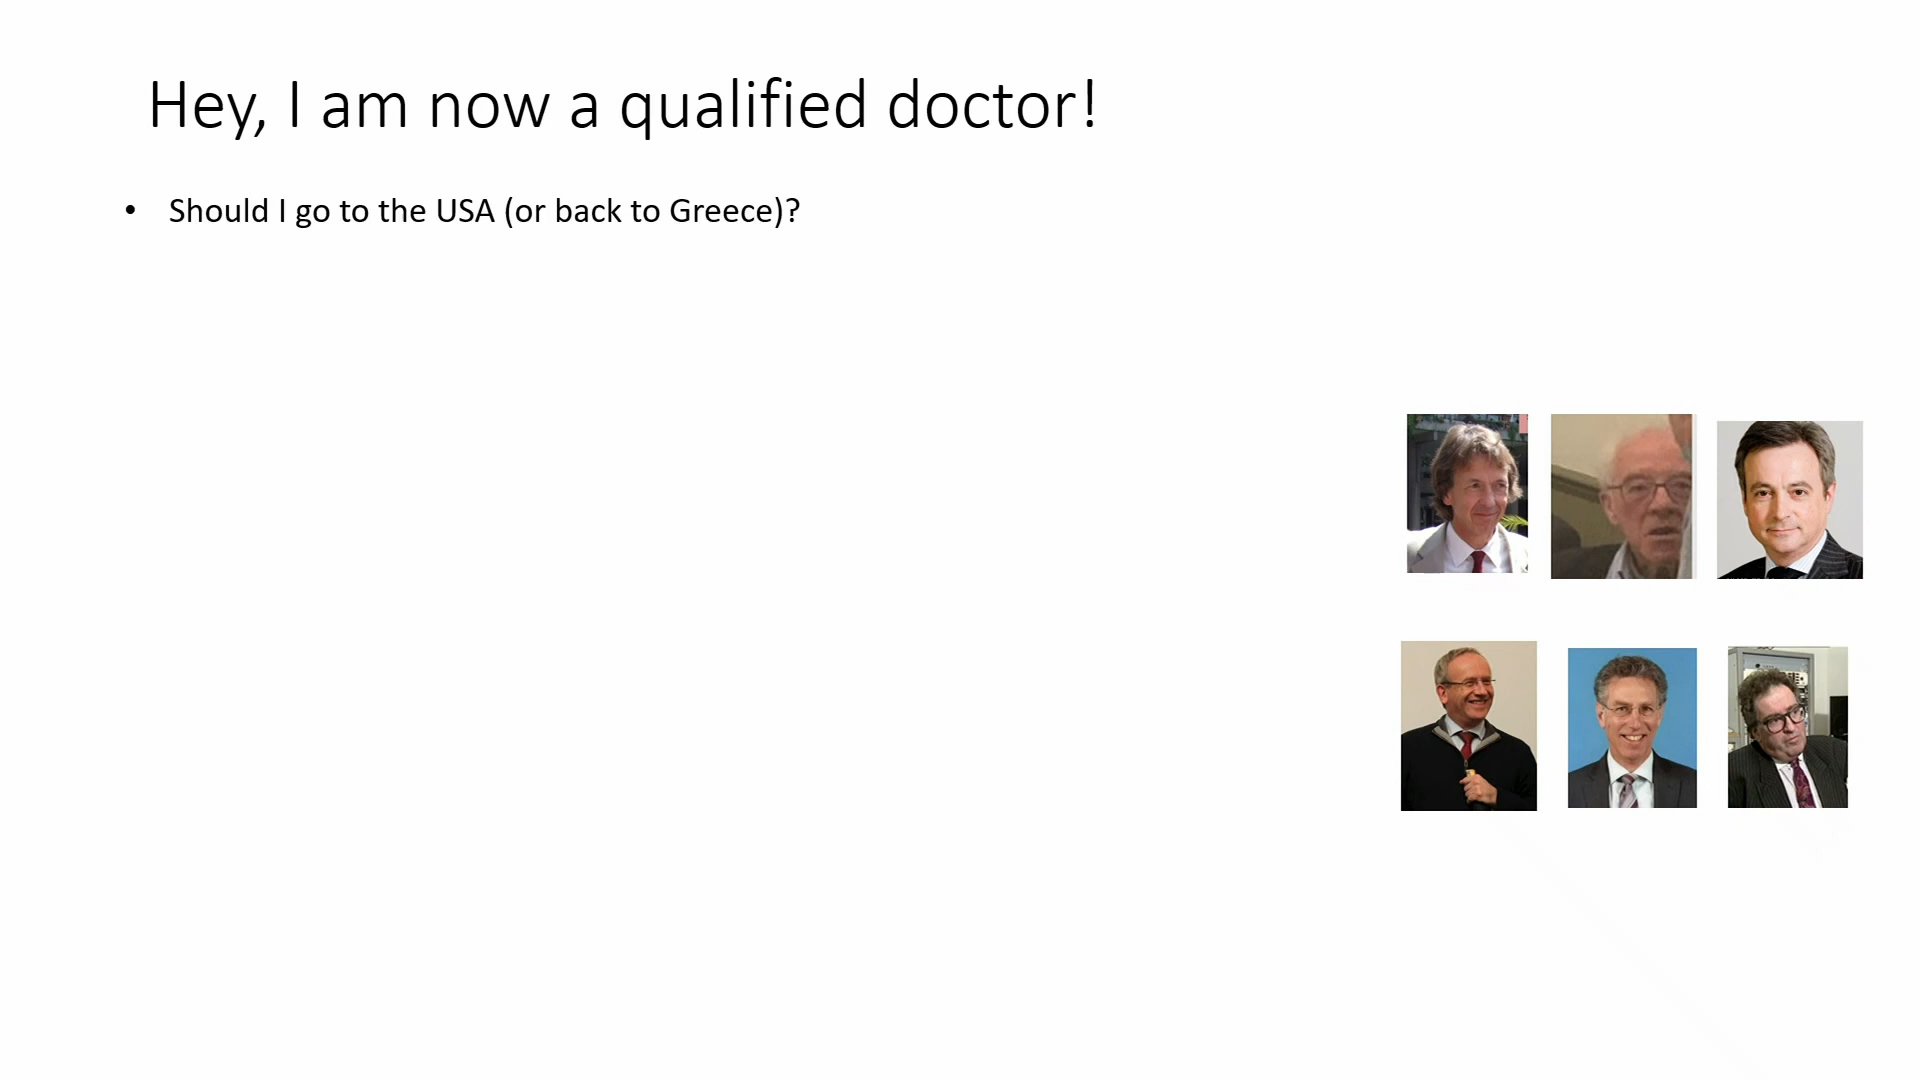 Hey, I am now a qualified doctor!
• Should I go to the USA (or back to Greece)?